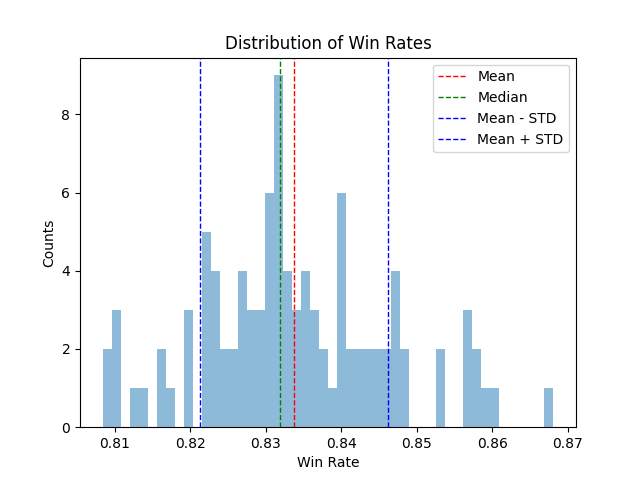 Distribution of Win Rates
Mean
Median
Mean - STD
Mean + STD
Counts
8
6
4
2
0
0.81 0.82 0.83 0.84 0.85 0.86 0.87
Win Rate